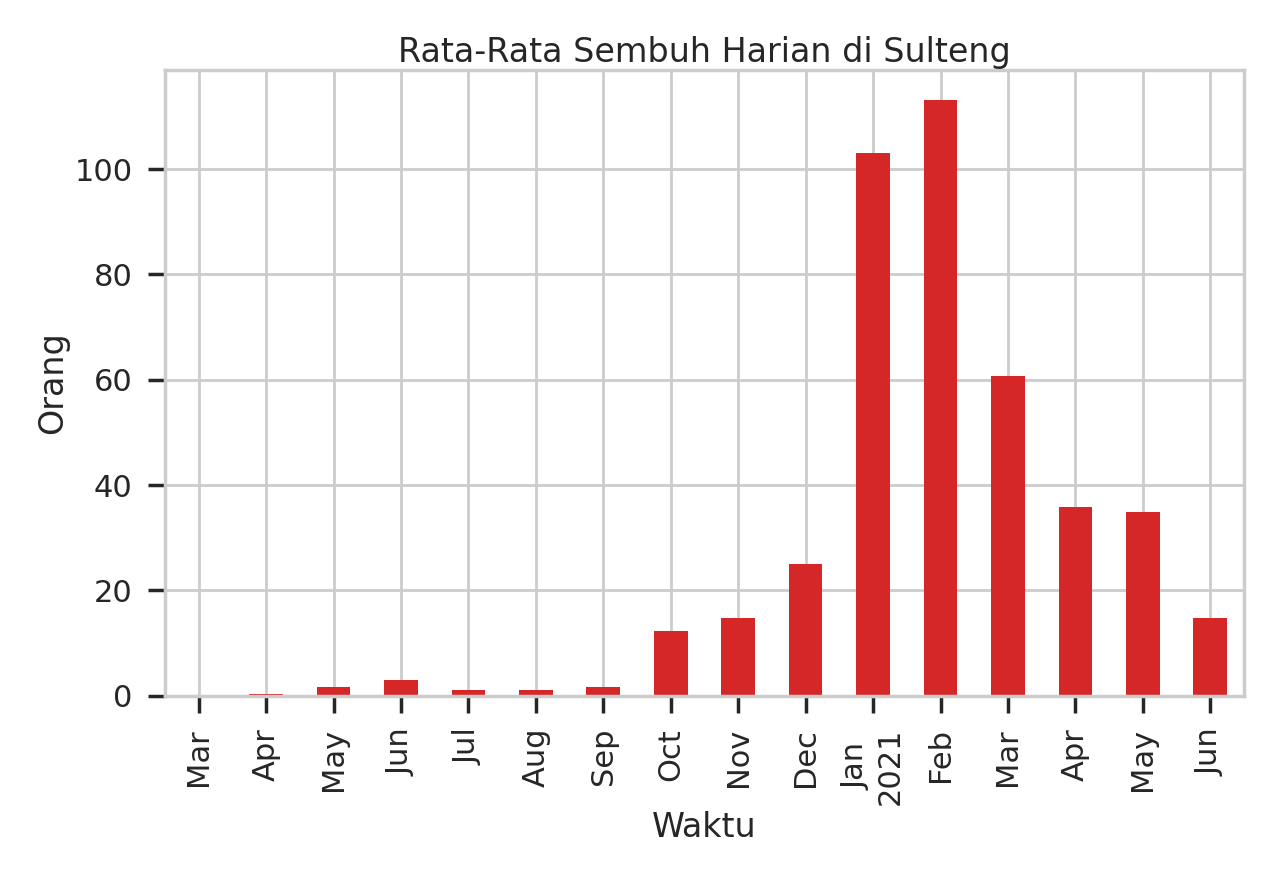 Rata-Rata Sembuh Harian di Sulteng
Orang
100
80
60
40
20
0
Mar
Apr
May
Jun
Jul
Aug
Sep
Oct
Nov
Dec
Jan
2021
Feb
Mar
Apr
May
Jun
Waktu